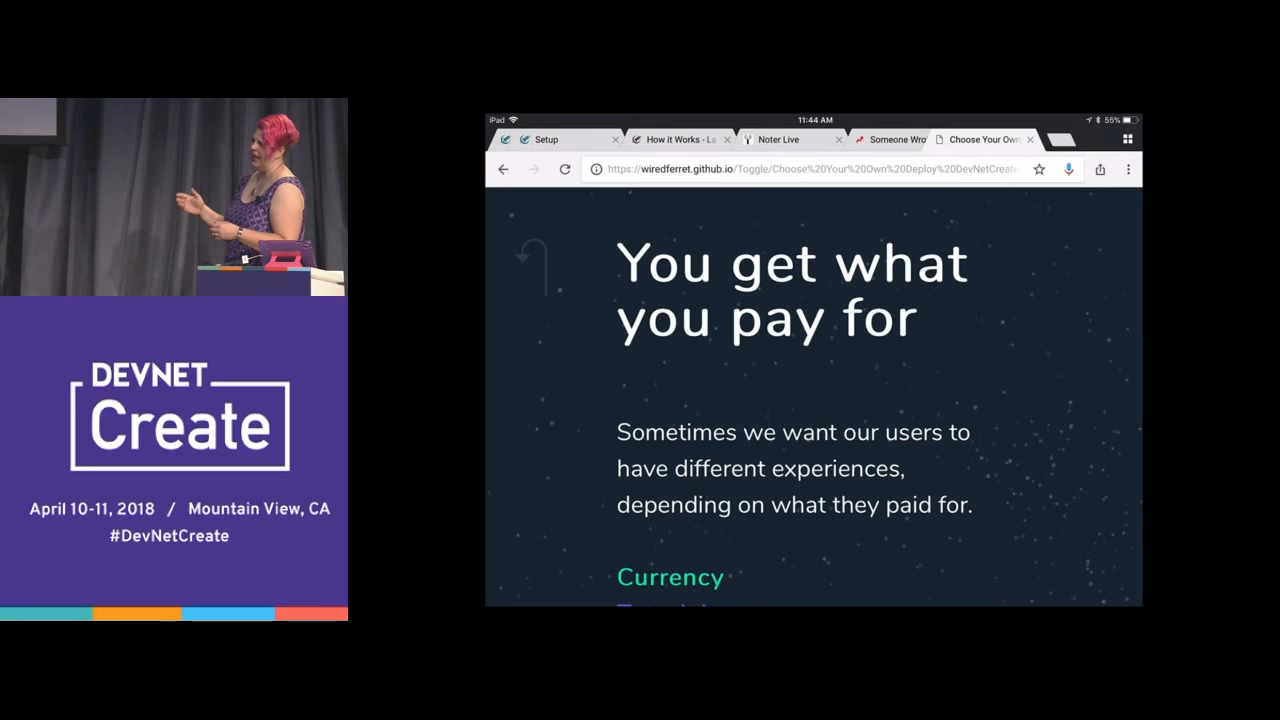 DEVNET
Create
April 10-11, 2018 / Mountain View, CA
#DevNetCreate
iPad
11:44 AM
55%
Setup
How it Works - La
Noter Live
Someone Wro
Choose Your Own
https://wiredferret.github.io/Toggle/Choose%20Your%20Own%20Deploy%20DevNetCreate
You get what
you pay for
Sometimes we want our users to
have different experiences,
depending on what they paid for.
Currency